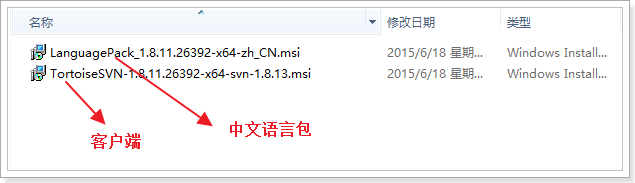 名称 修改日期 类型
LanguagePack_1.8.11.26392-x64-zh_CN.msi 2015/6/18 星期... Windows Install...
TortoiseSVN-1.8.11.26392-x64-svn-1.8.13.msi 2015/6/18 星期... Windows Install...
中文语言包
客户端